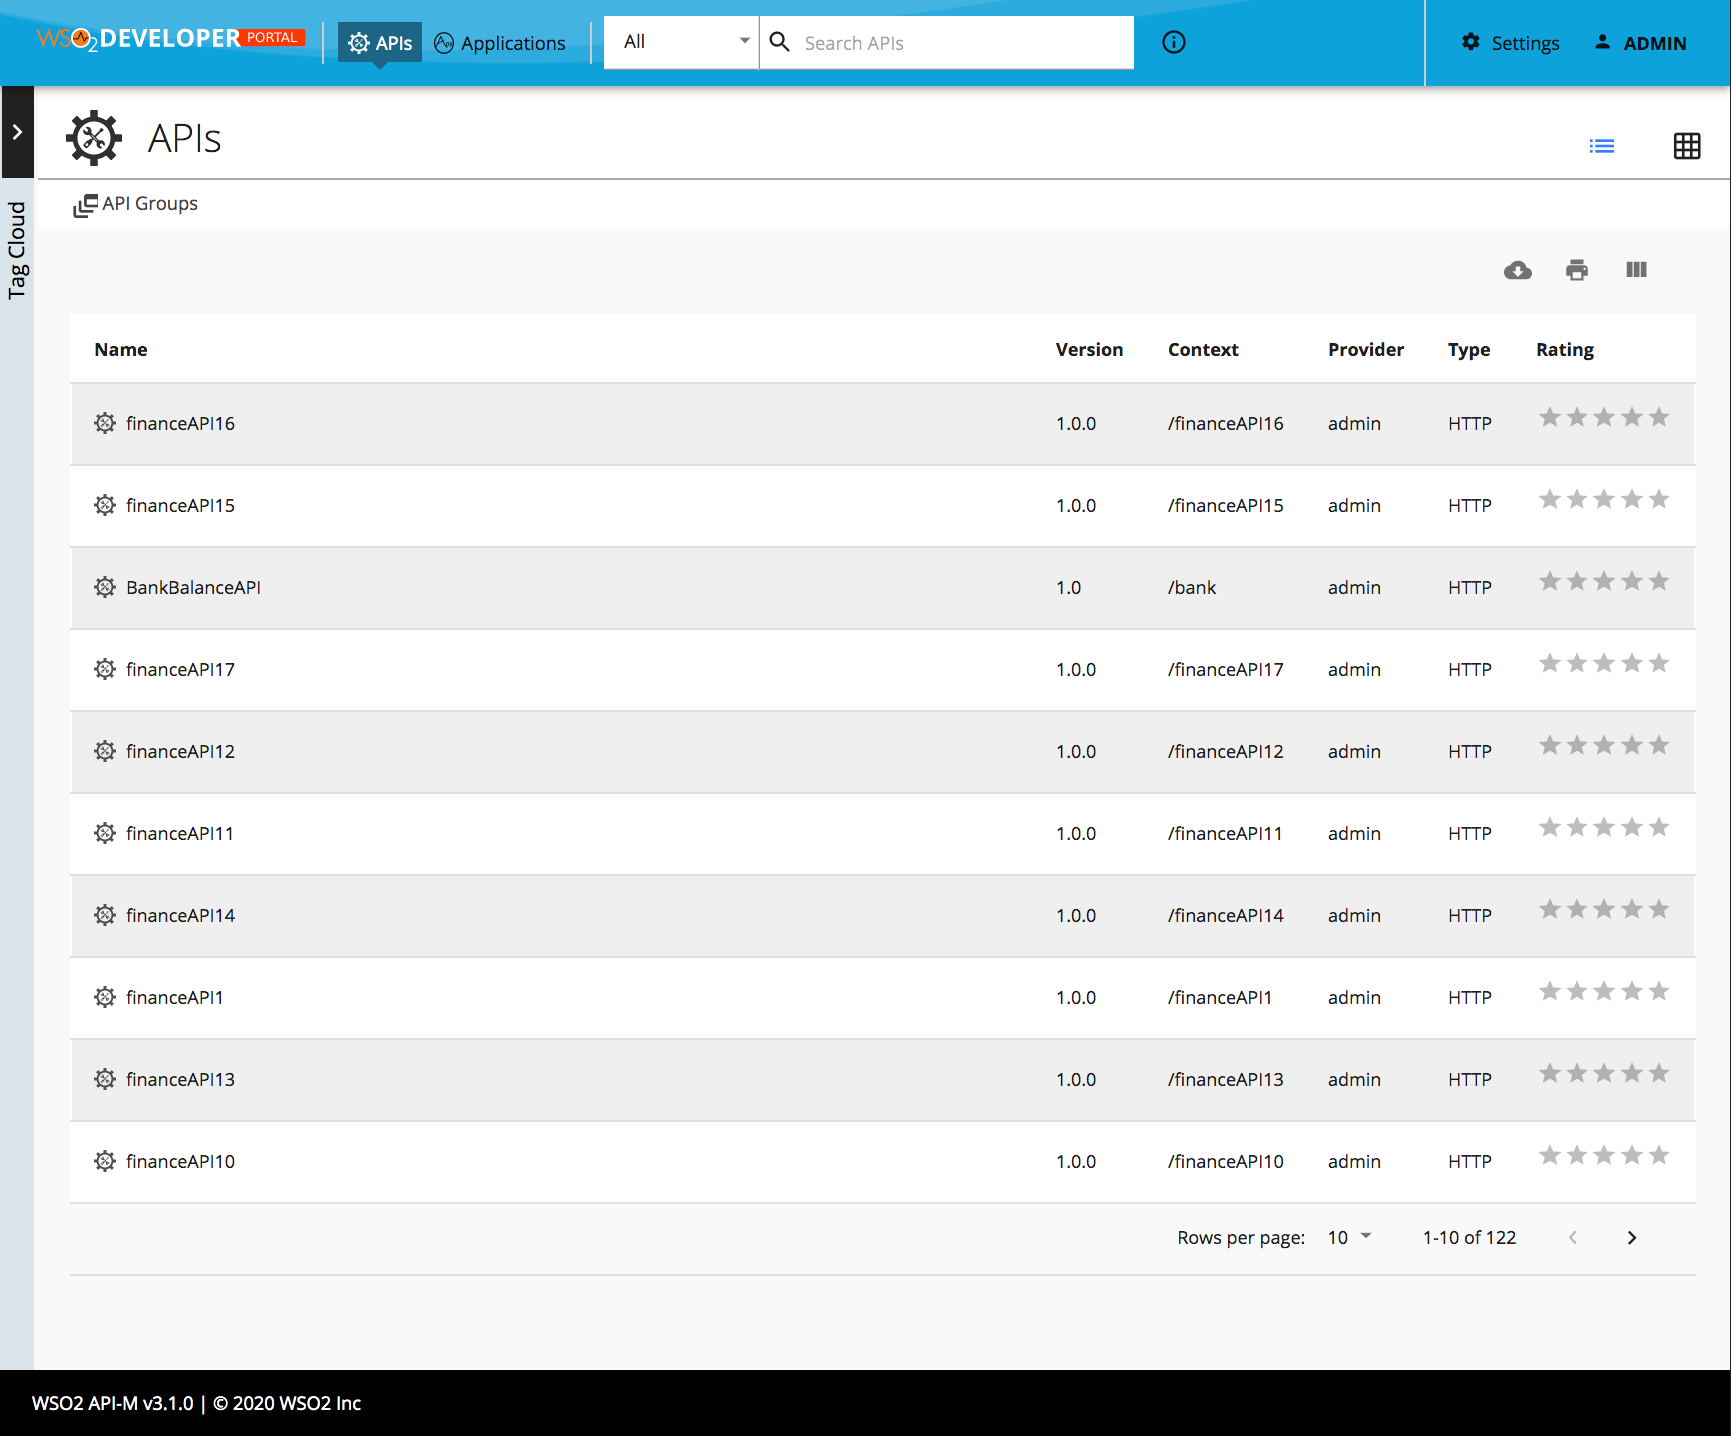 WSO2 DEVELOPER PORTAL
APIs
Applications
All
Search APIs
Settings
ADMIN
APIs
API Groups
Tag Cloud
Name Version Context Provider Type Rating
financeAPI16 1.0.0 /financeAPI16 admin HTTP
financeAPI15 1.0.0 /financeAPI15 admin HTTP
BankBalanceAPI 1.0 /bank admin HTTP
financeAPI17 1.0.0 /financeAPI17 admin HTTP
financeAPI12 1.0.0 /financeAPI12 admin HTTP
financeAPI11 1.0.0 /financeAPI11 admin HTTP
financeAPI14 1.0.0 /financeAPI14 admin HTTP
financeAPI1 1.0.0 /financeAPI1 admin HTTP
financeAPI13 1.0.0 /financeAPI13 admin HTTP
financeAPI10 1.0.0 /financeAPI10 admin HTTP
Rows per page: 10 1-10 of 122
WSO2 API-M v3.1.0 | © 2020 WSO2 Inc